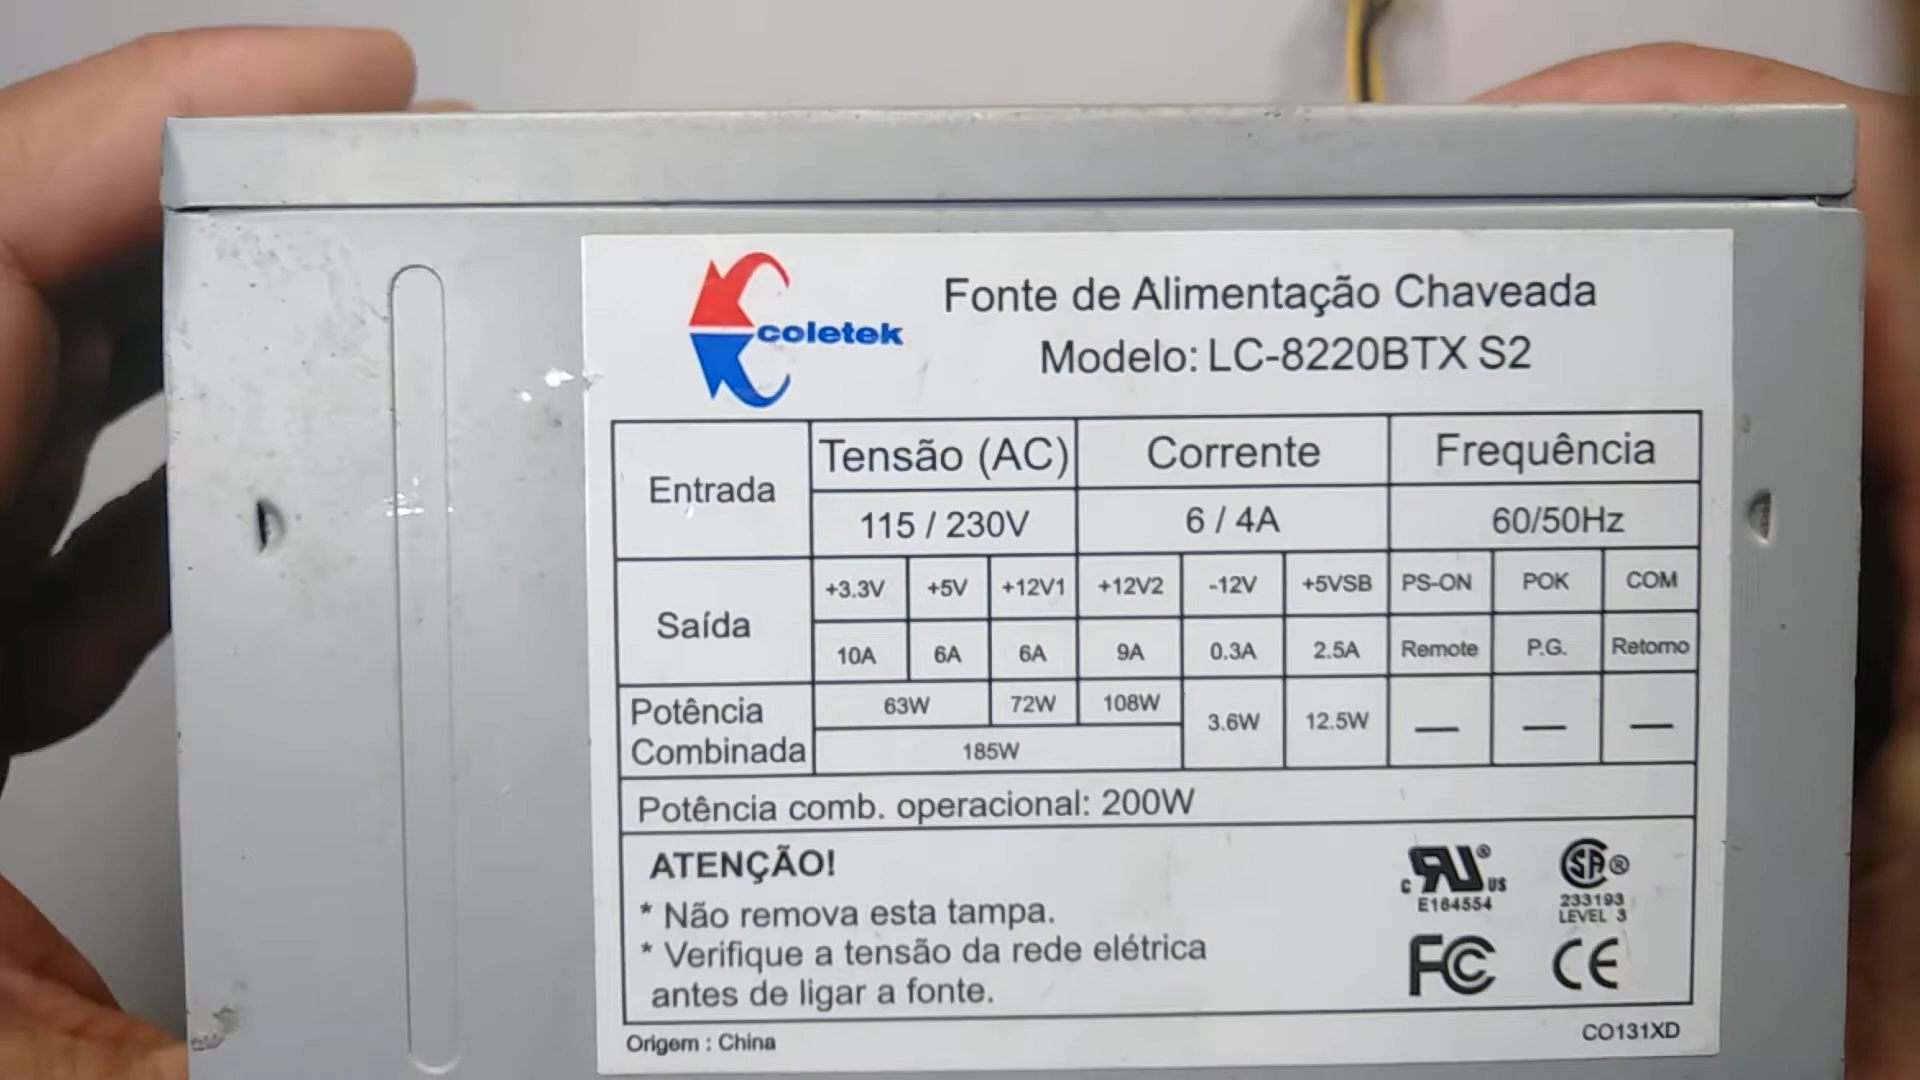 coletek
Fonte de Alimentação Chaveada
Modelo: LC-8220BTX S2
Entrada
Tensão (AC) Corrente Frequência
115 / 230V 6 / 4A 60/50Hz
Saída
+3.3V +5V +12V1 +12V2 -12V +5VSB PS-ON POK COM
10A 6A 6A 9A 0.3A 2.5A Remote P.G. Retorno
Potência
Combinada
63W 72W 108W 3.6W 12.5W — — —
185W
Potência comb. operacional: 200W
ATENÇÃO!
* Não remova esta tampa.
* Verifique a tensão da rede elétrica
antes de ligar a fonte.
c RU® US
E164554
SA®
233193
LEVEL 3
FC CE
Origem : China
CO131XD